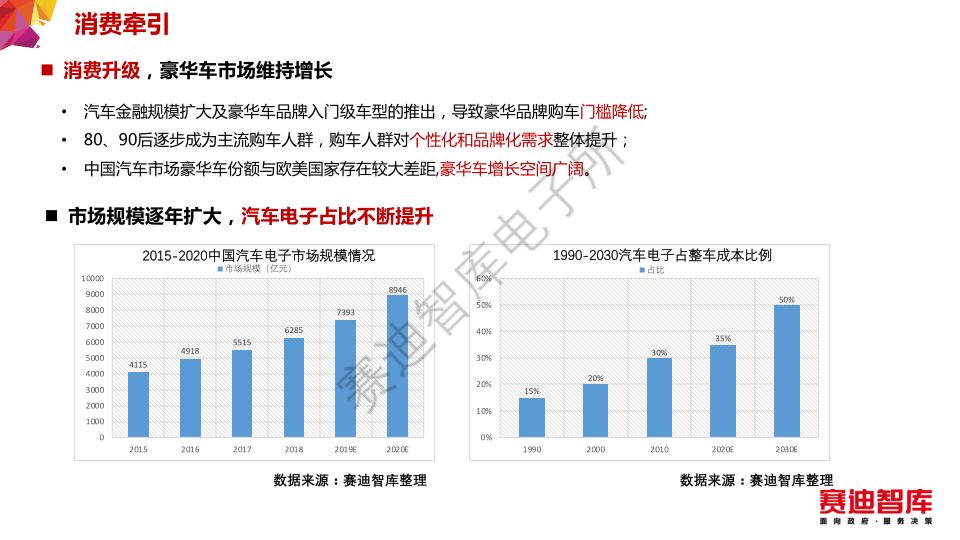 消费牵引
■ 消费升级，豪华车市场维持增长
• 汽车金融规模扩大及豪华车品牌入门级车型的推出，导致豪华品牌购车门槛降低;
• 80、90后逐步成为主流购车人群，购车人群对个性化和品牌化需求整体提升；
• 中国汽车市场豪华车份额与欧美国家存在较大差距,豪华车增长空间广阔。
■ 市场规模逐年扩大，汽车电子占比不断提升
2015-2020中国汽车电子市场规模情况
市场规模（亿元）
10000
9000
8000
7000
6000
5000
4000
3000
2000
1000
0
4115
4918
5515
6285
7393
8946
2015 2016 2017 2018 2019E 2020E
数据来源：赛迪智库整理
1990-2030汽车电子占整车成本比例
占比
60%
50%
40%
30%
20%
10%
0%
15%
20%
30%
35%
50%
1990 2000 2010 2020E 2030E
数据来源：赛迪智库整理
赛迪智库电子所
赛迪智库
面向政府·服务决策